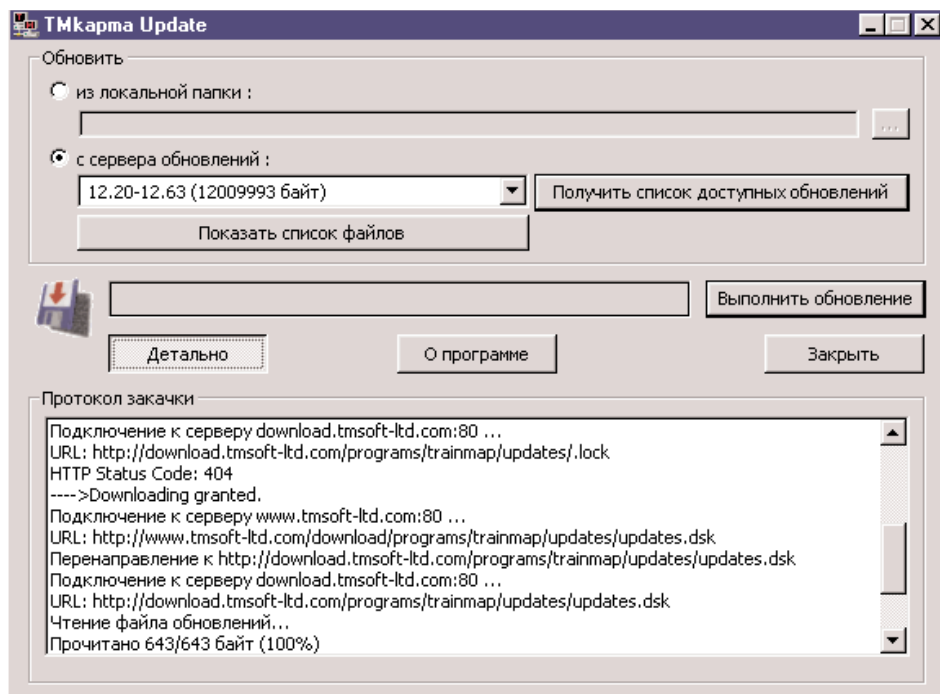 TMкарта Update
Обновить
из локальной папки :
...
с сервера обновлений :
12.20-12.63 (12009993 байт)
Получить список доступных обновлений
Показать список файлов
Выполнить обновление
Детально
О программе
Закрыть
Протокол закачки
Подключение к серверу download.tmsoft-ltd.com:80 ...
URL: http://download.tmsoft-ltd.com/programs/trainmap/updates/.lock
HTTP Status Code: 404
---->Downloading granted.
Подключение к серверу www.tmsoft-ltd.com:80 ...
URL: http://www.tmsoft-ltd.com/download/programs/trainmap/updates/updates.dsk
Перенаправление к http://download.tmsoft-ltd.com/programs/trainmap/updates/updates.dsk
Подключение к серверу download.tmsoft-ltd.com:80 ...
URL: http://download.tmsoft-ltd.com/programs/trainmap/updates/updates.dsk
Чтение файла обновлений...
Прочитано 643/643 байт (100%)